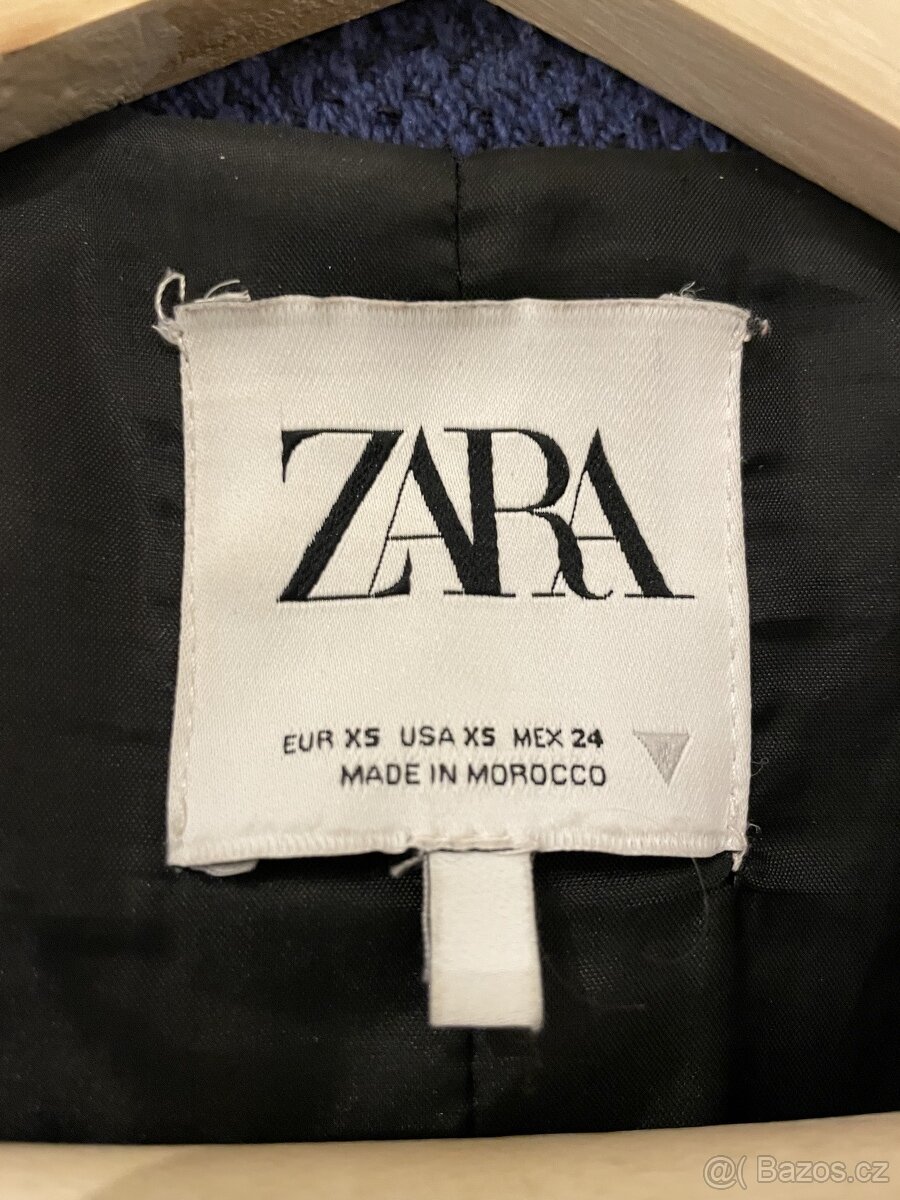 ZARA
EUR XS USA XS MEX 24
MADE IN MOROCCO
@( Bazos.cz